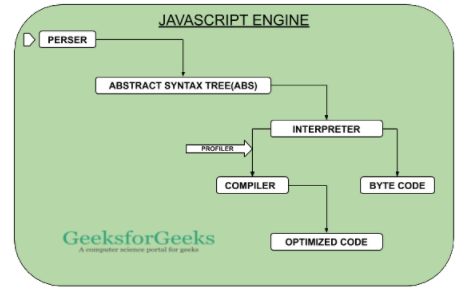 JAVASCRIPT ENGINE
PERSER
ABSTRACT SYNTAX TREE(ABS)
INTERPRETER
PROFILER
COMPILER
BYTE CODE
OPTIMIZED CODE
GeeksforGeeks
A computer science portal for geeks